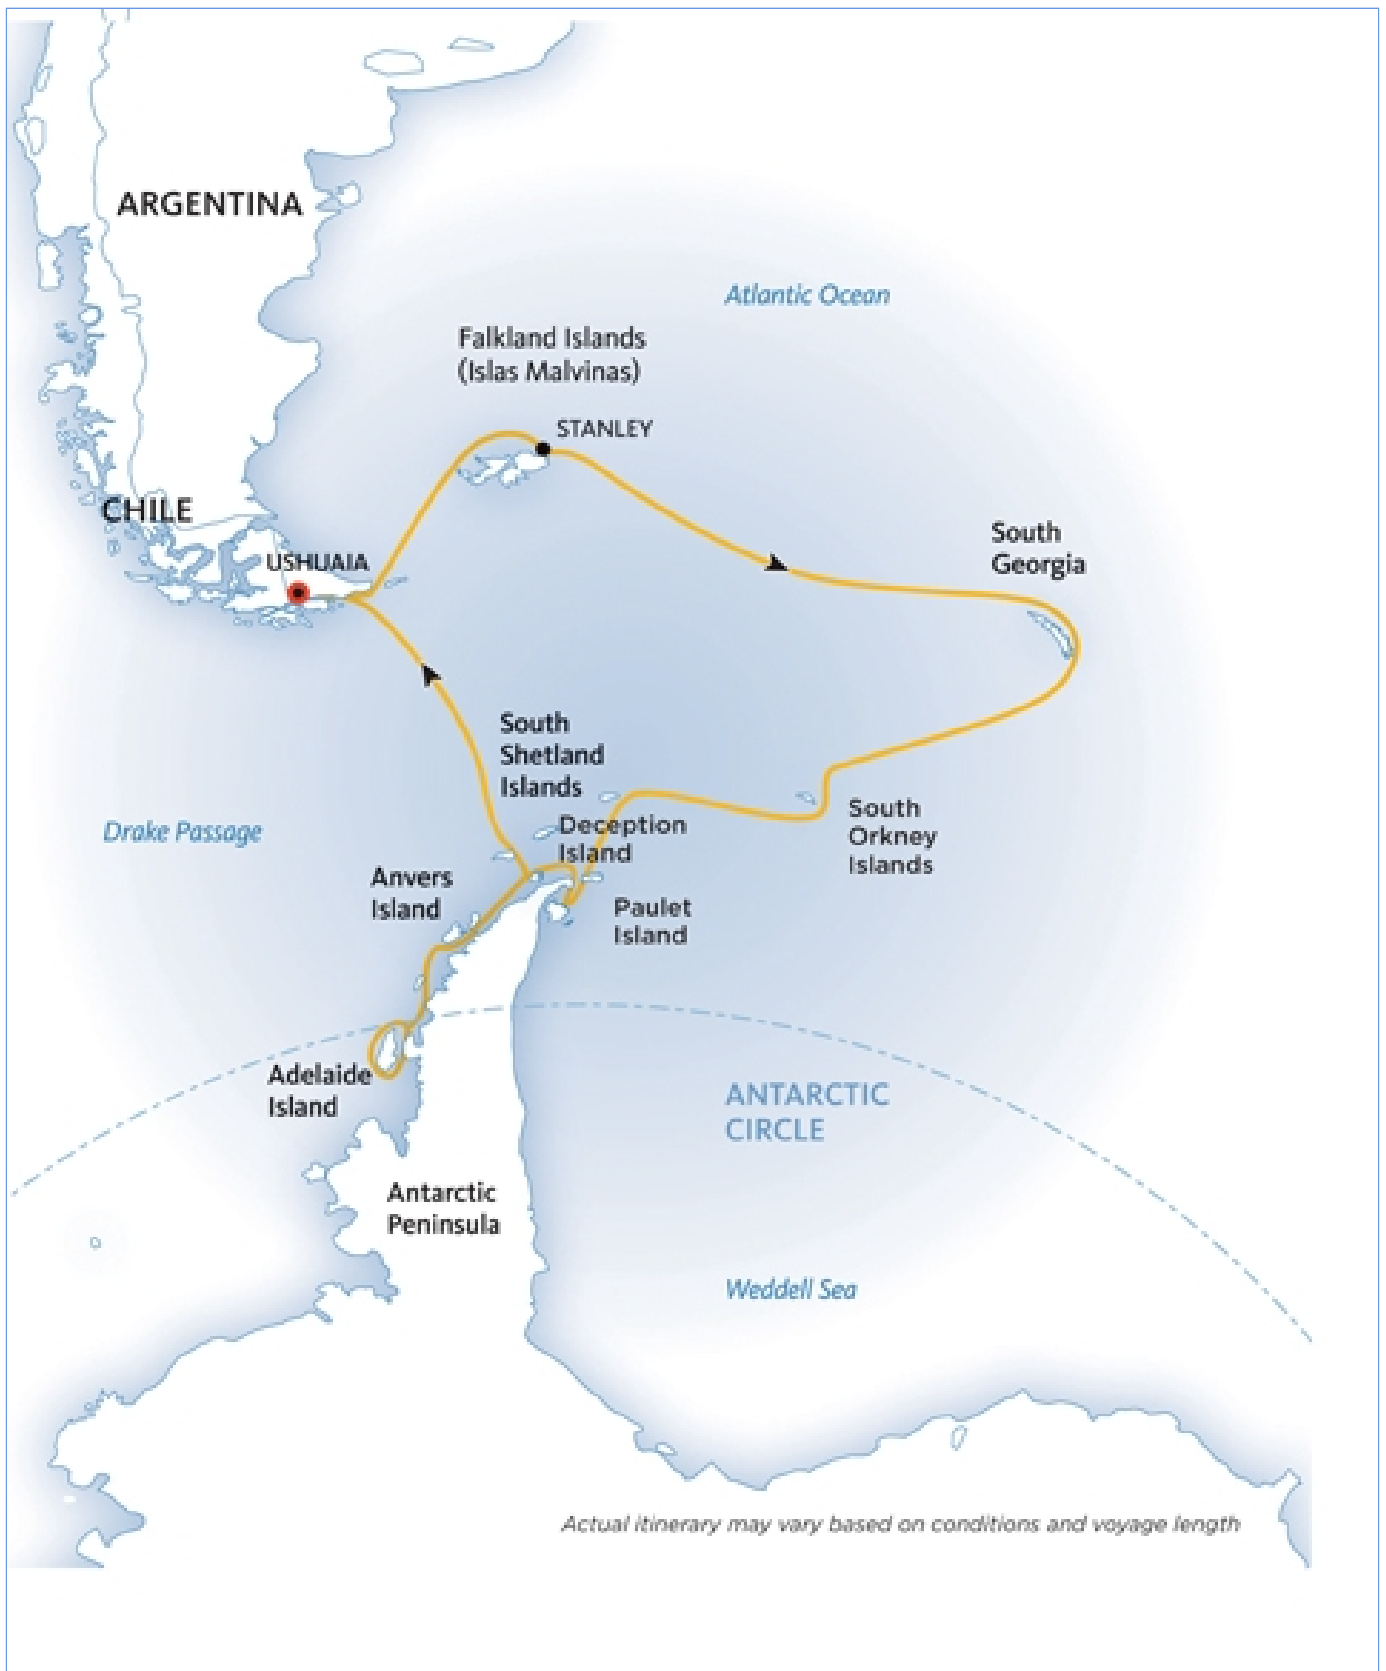 ARGENTINA
Atlantic Ocean
Falkland Islands
(Islas Malvinas)
STANLEY
CHILE
USHUAIA
South
Georgia
South
Shetland
Islands
Deception
Island
South
Orkney
Islands
Drake Passage
Anvers
Island
Paulet
Island
Adelaide
Island
ANTARCTIC
CIRCLE
Antarctic
Peninsula
Weddell Sea
Actual itinerary may vary based on conditions and voyage length